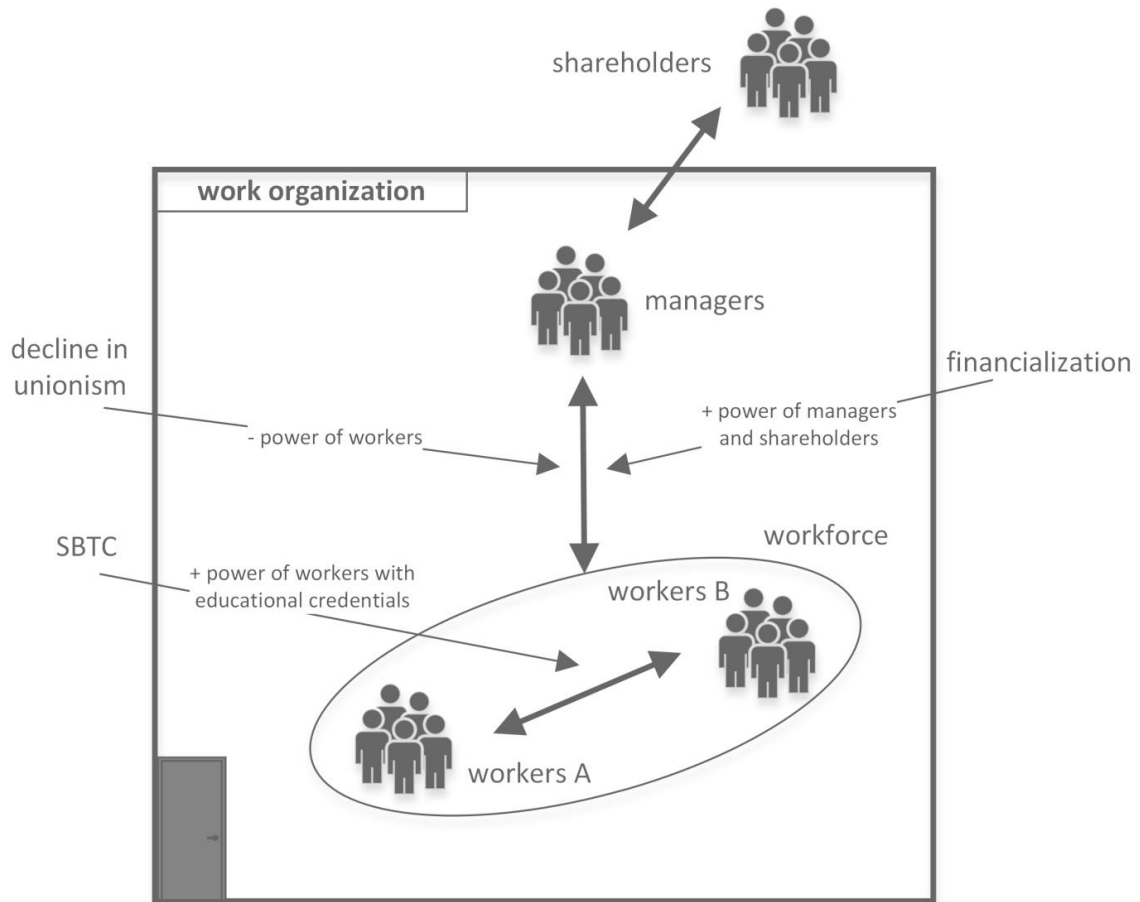 shareholders
work organization
managers
decline in
unionism
financialization
+ power of managers
and shareholders
- power of workers
workforce
SBTC
+ power of workers with
educational credentials
workers B
workers A